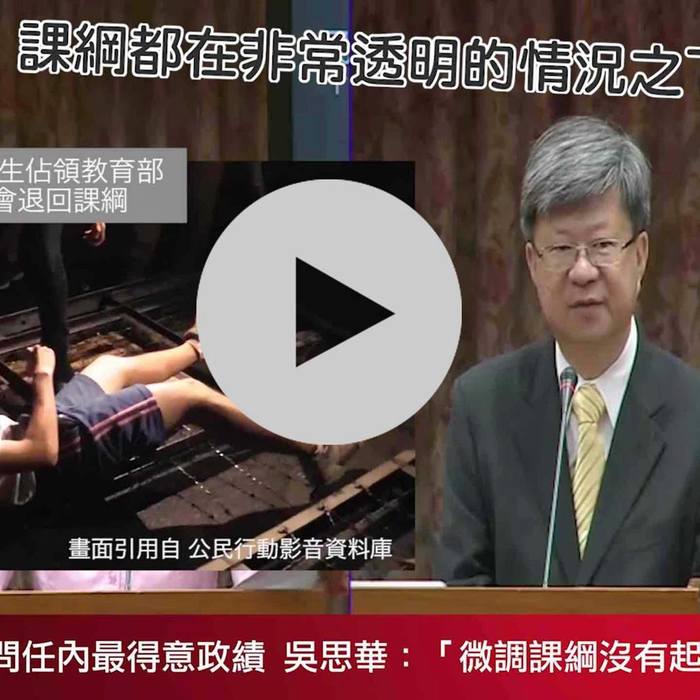 課綱都在非常透明的情況之下
生佔領教育部
會退回課綱
畫面引用自 公民行動影音資料庫
問任內最得意政績 吳思華：「微調課綱沒有起